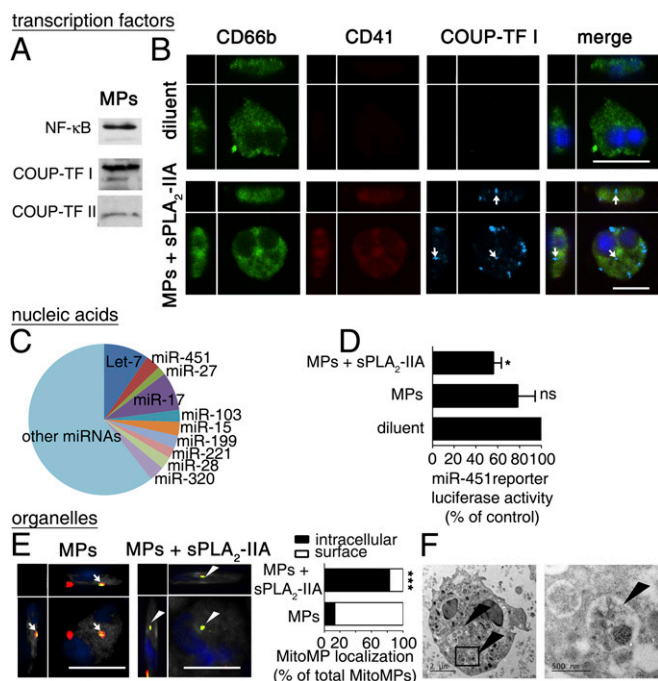 transcription factors
A
MPs
NF-κB
COUP-TF I
COUP-TF II
B
CD66b CD41 COUP-TF I merge
diluent
MPs + sPLA2-IIA
nucleic acids
C
Let-7
miR-451
miR-27
miR-17
miR-103
miR-15
miR-199
miR-221
miR-28
miR-320
other miRNAs
D
MPs + sPLA2-IIA
*
MPs
ns
diluent
0 20 40 60 80 100
miR-451 reporter
luciferase activity
(% of control)
organelles
E
MPs MPs + sPLA2-IIA
intracellular
surface
MPs +
sPLA2-IIA
***
MPs
0 20 40 60 80 100
MitoMP localization
(% of total MitoMPs)
F
2 µm
500 nm